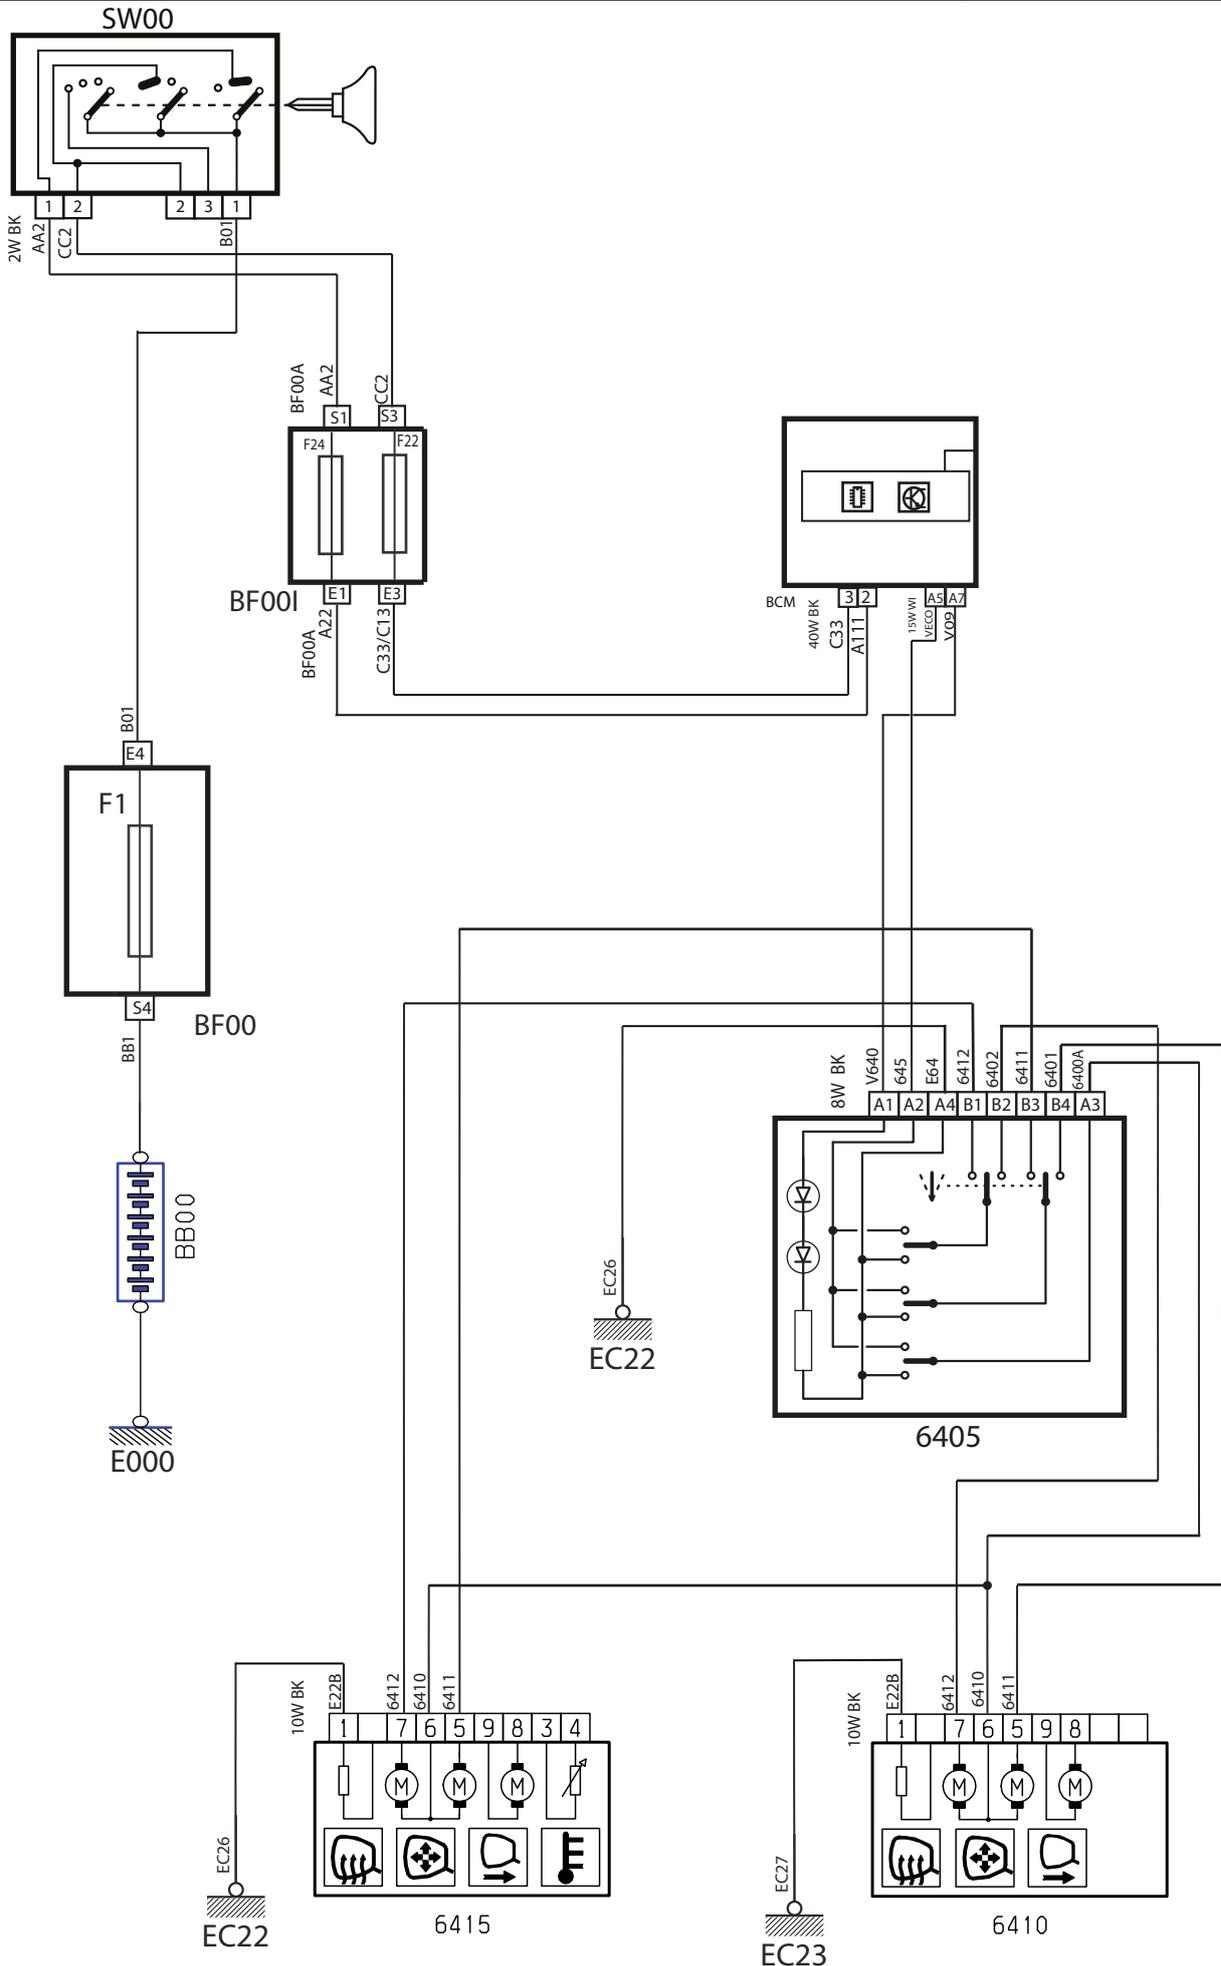 SW00
1 2 2 3 1
2W BK
AA2
CC2
B01
BF00A
AA2
CC2
S1 S3
F24 F22
BF00I
E1 E3
BF00A
A22
C33/C13
BCM
3 2 A5 A7
40W BK
C33
A111
15W WI
VECO
V09
B01
E4
F1
S4
BF00
BB1
BB00
E000
8W BK
V640
645
E64
6412
6402
6411
6401
6400A
A1 A2 A4 B1 B2 B3 B4 A3
6405
EC26
EC22
10W BK
E22B
6412
6410
6411
1 7 6 5 9 8 3 4
M M M
EC26
EC22
6415
10W BK
E22B
6412
6410
6411
1 7 6 5 9 8
M M M
EC27
EC23
6410